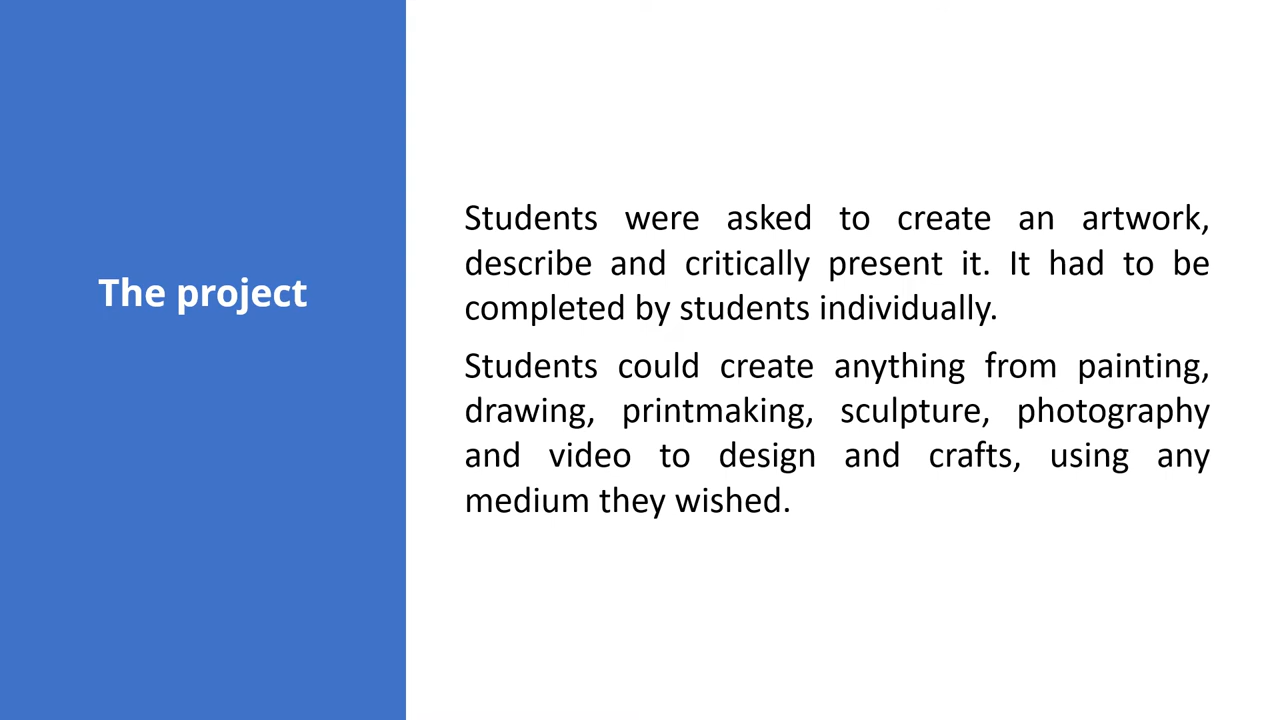 The project
Students were asked to create an artwork,
describe and critically present it. It had to be
completed by students individually.
Students could create anything from painting,
drawing, printmaking, sculpture, photography
and video to design and crafts, using any
medium they wished.